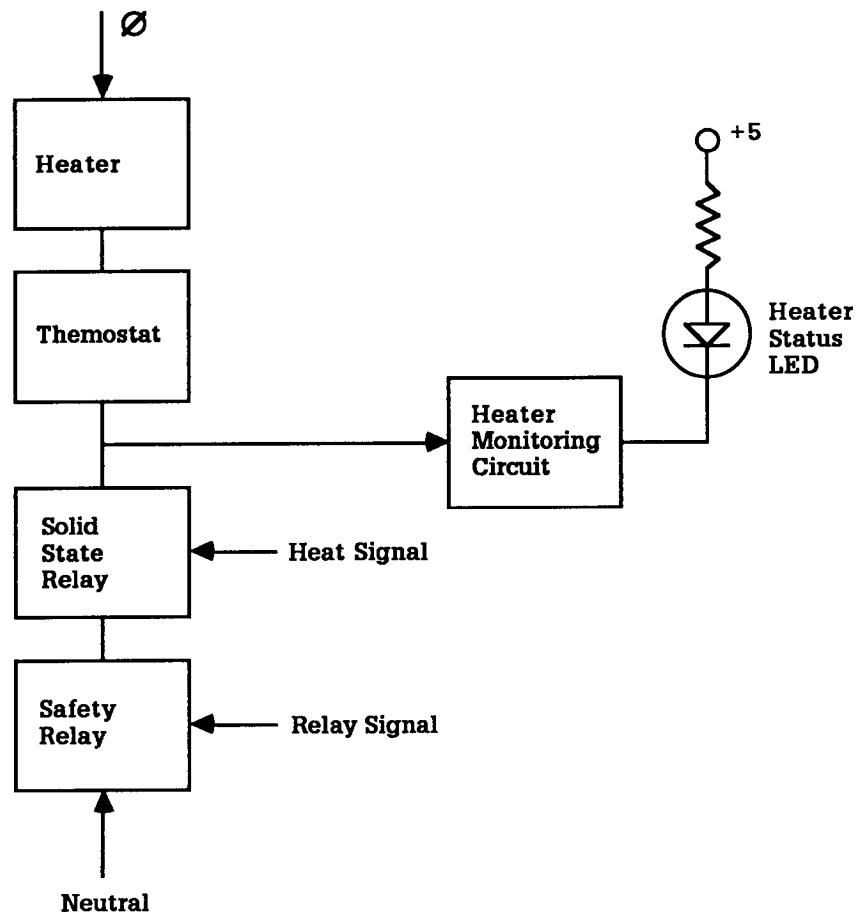 Ø
Heater
+5
Themostat
Heater
Status
LED
Heater
Monitoring
Circuit
Solid
State
Relay
Heat Signal
Safety
Relay
Relay Signal
Neutral